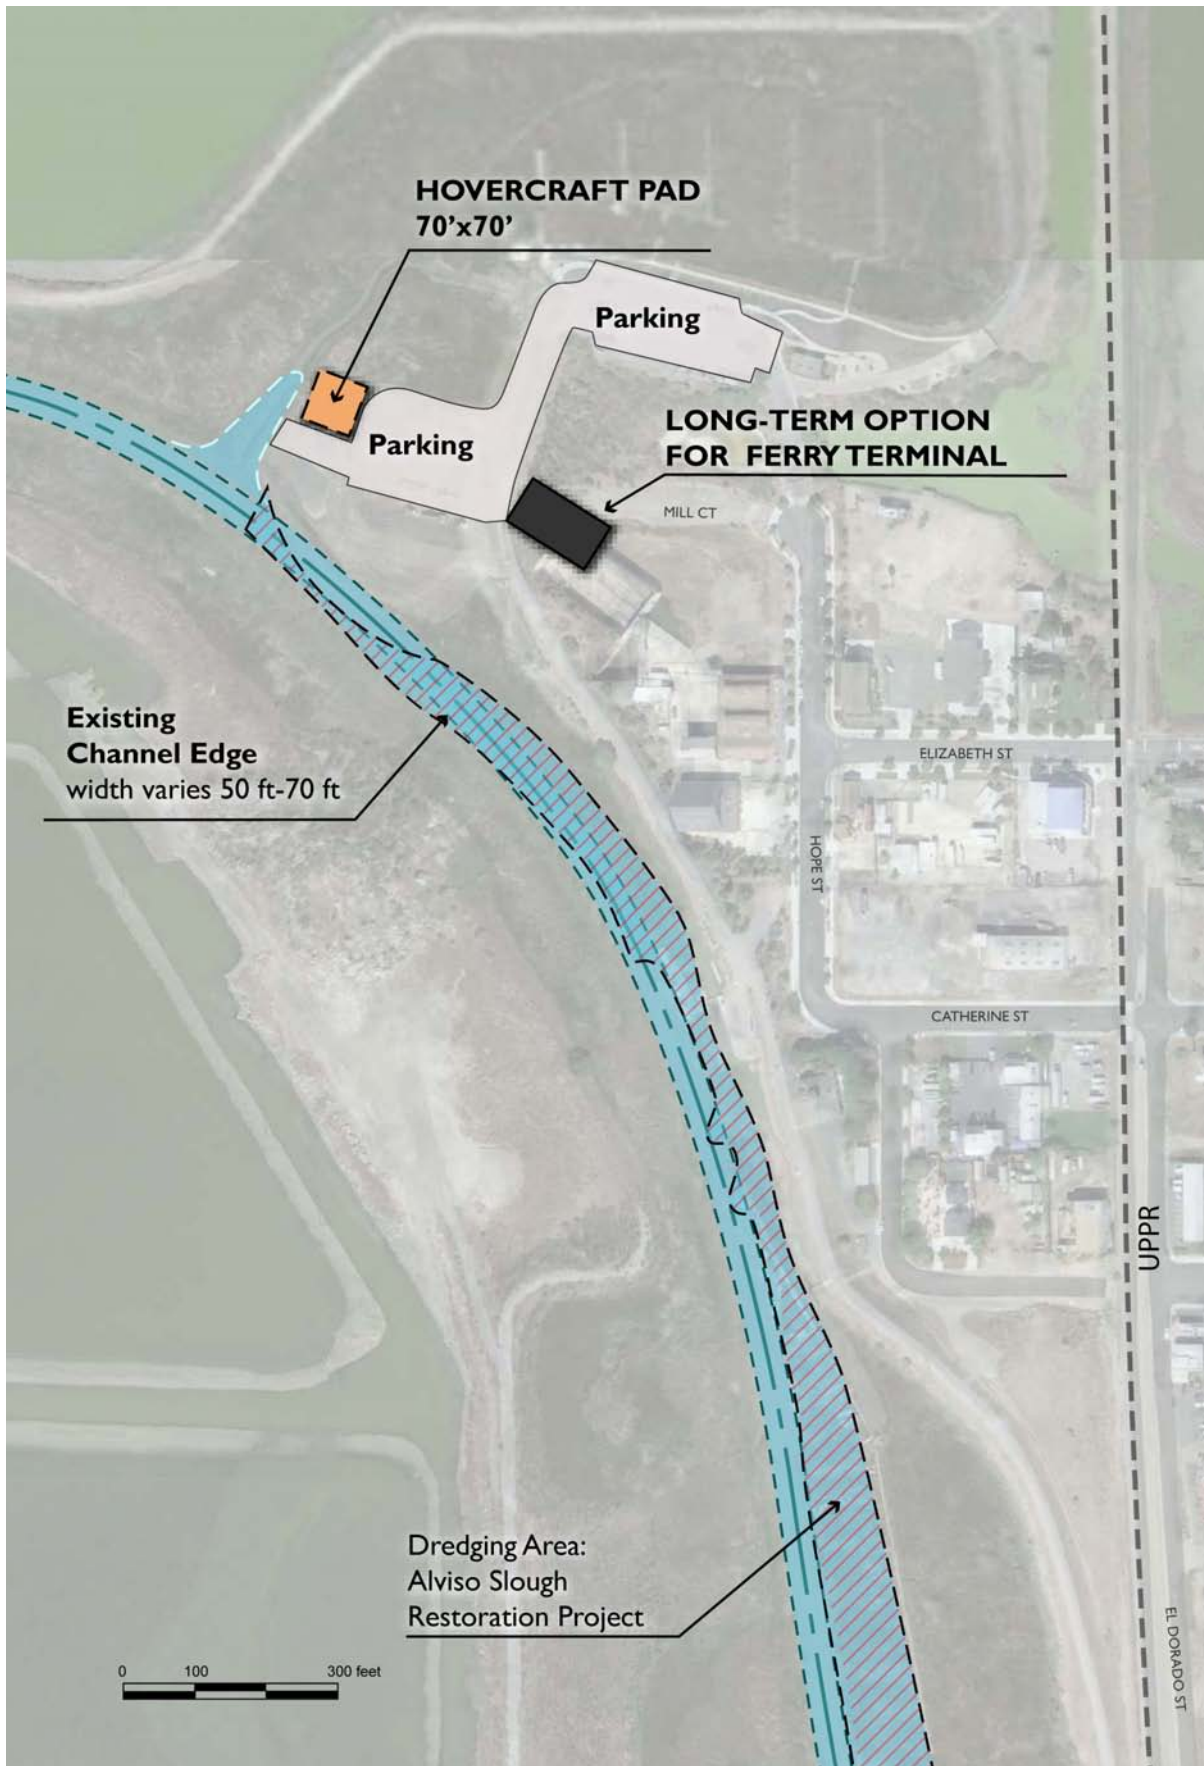 HOVERCRAFT PAD
70’x70’
Parking
Parking
LONG-TERM OPTION
FOR FERRY TERMINAL
MILL CT
Existing
Channel Edge
width varies 50 ft-70 ft
ELIZABETH ST
HOPE ST
CATHERINE ST
UPPR
Dredging Area:
Alviso Slough
Restoration Project
EL DORADO ST
0 100 300 feet